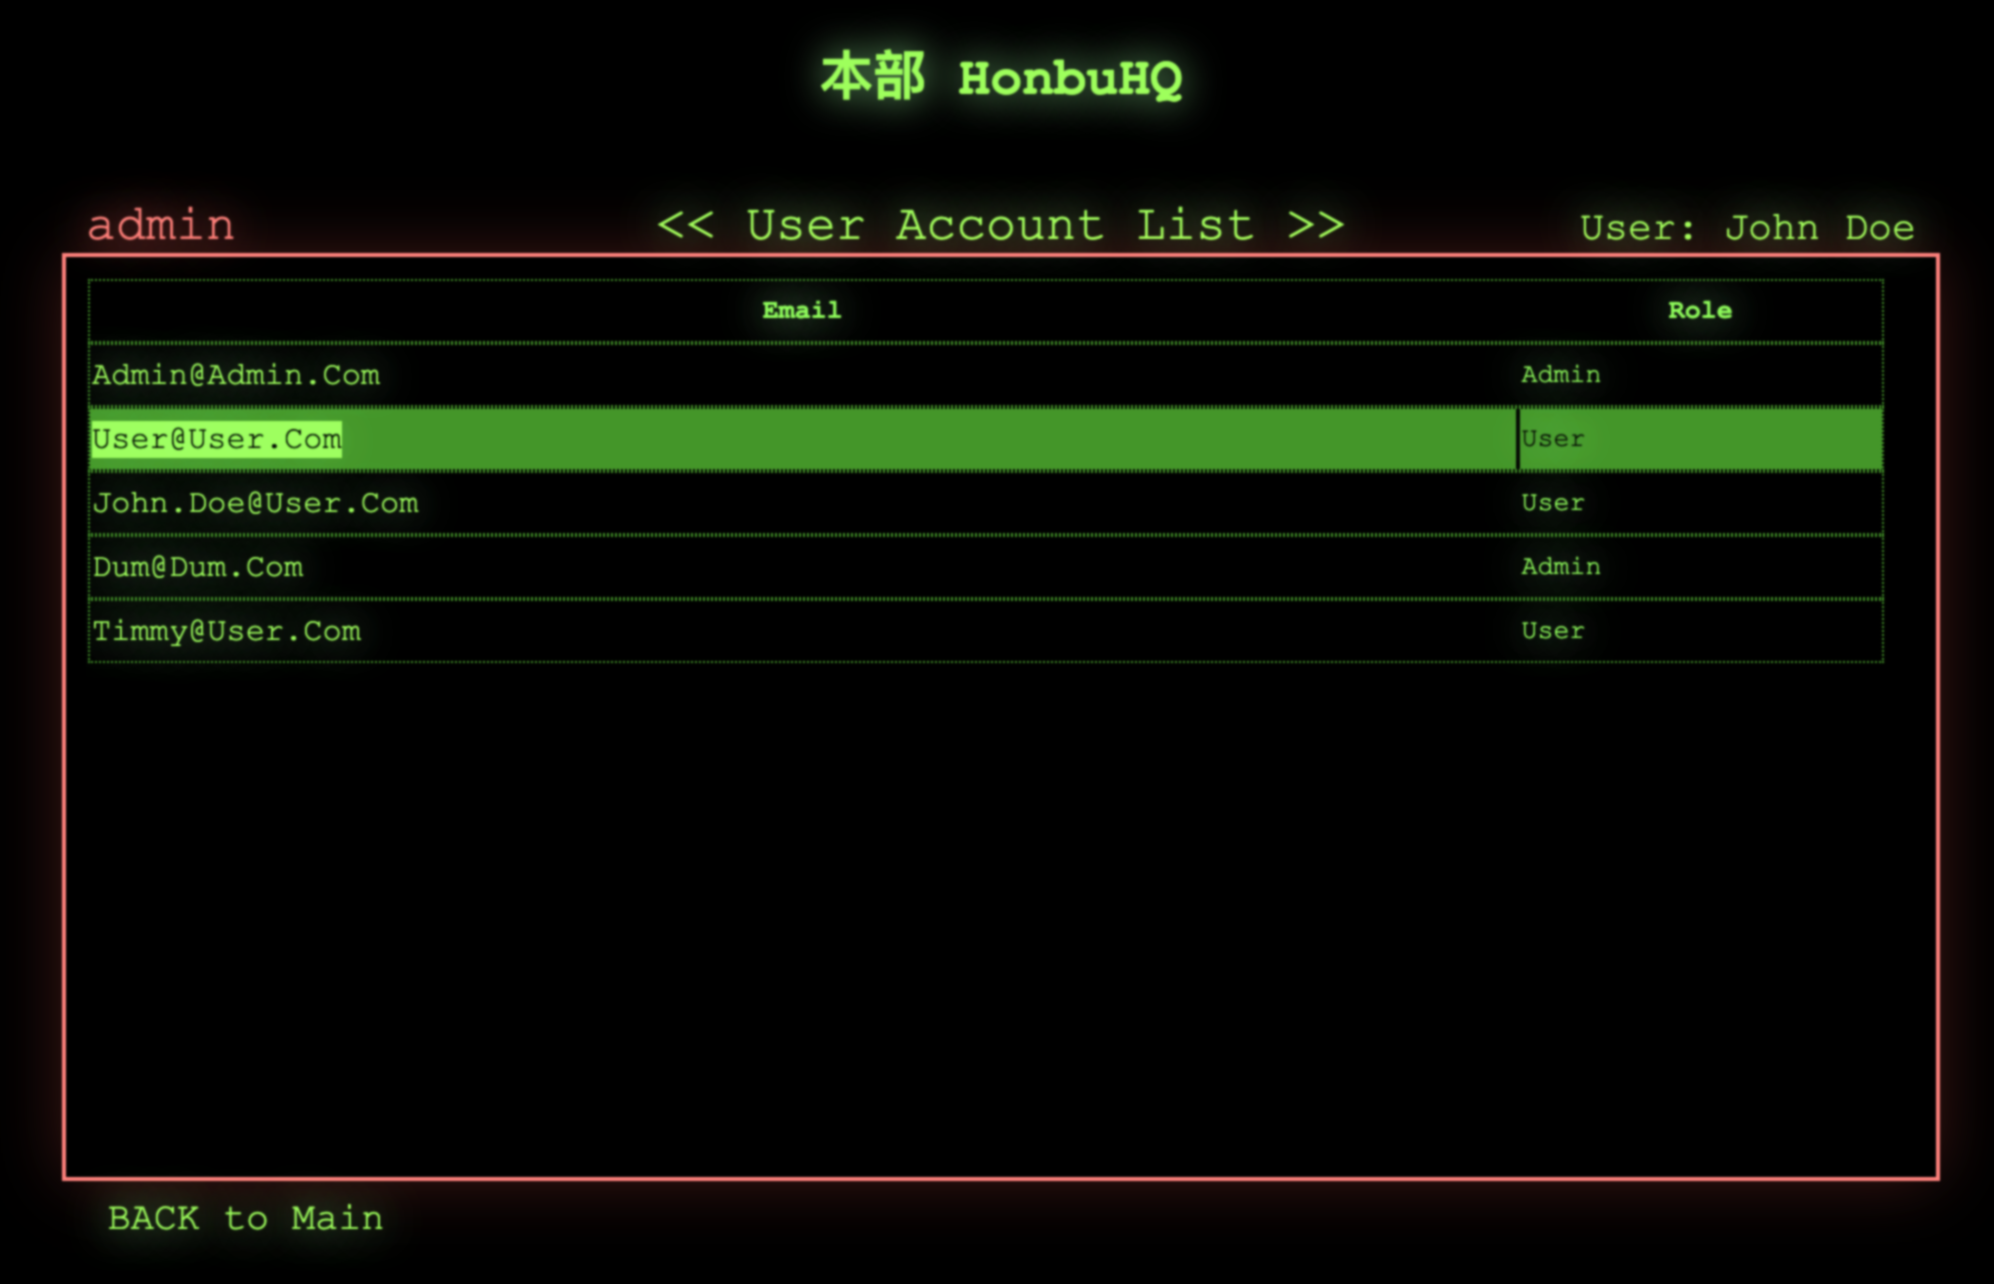 本部 HonbuHQ
admin << User Account List >> User: John Doe
Email Role
Admin@Admin.Com Admin
User@User.Com User
John.Doe@User.Com User
Dum@Dum.Com Admin
Timmy@User.Com User
BACK to Main